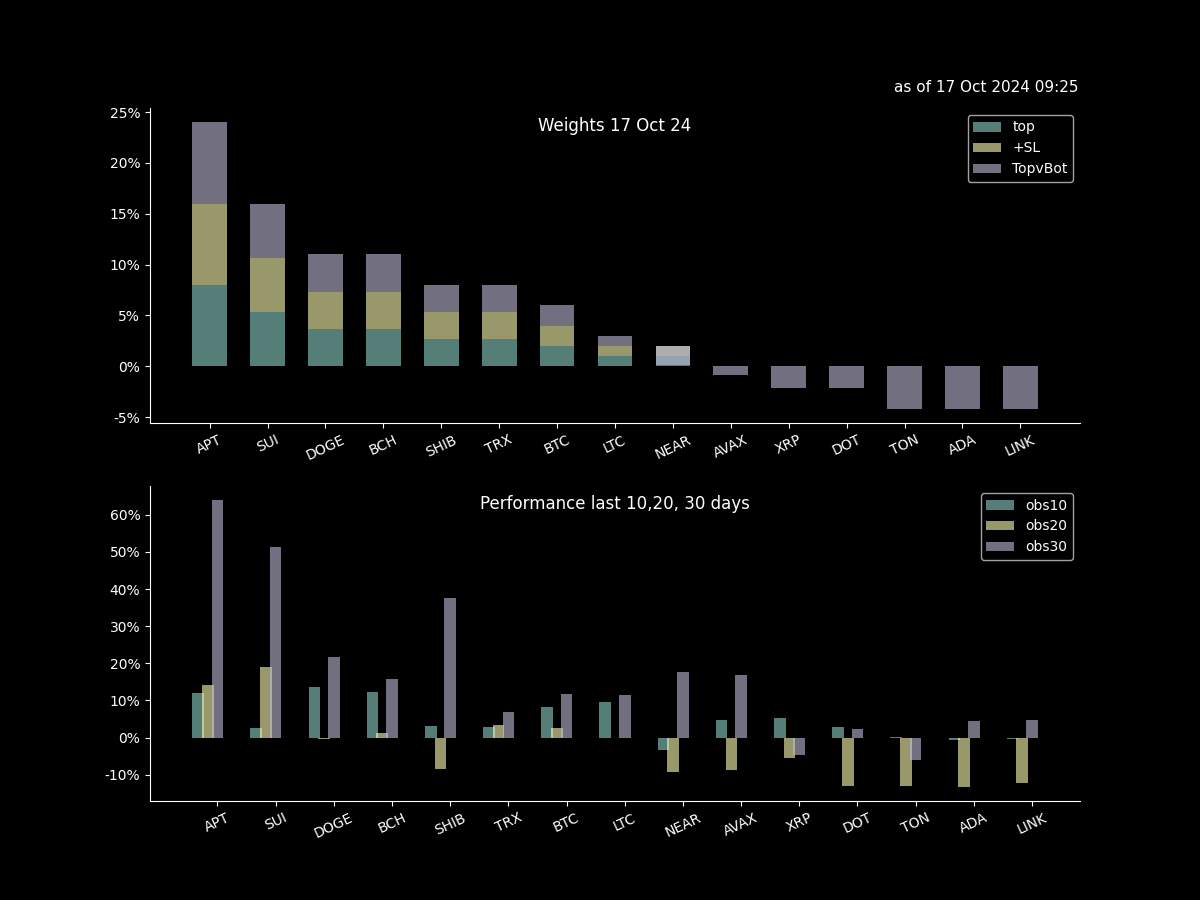 as of 17 Oct 2024 09:25
Weights 17 Oct 24
top
+SL
TopvBot
25%
20%
15%
10%
5%
0%
-5%
APT SUI DOGE BCH SHIB TRX BTC LTC NEAR AVAX XRP DOT TON ADA LINK
Performance last 10,20, 30 days
obs10
obs20
obs30
60%
50%
40%
30%
20%
10%
0%
-10%
APT SUI DOGE BCH SHIB TRX BTC LTC NEAR AVAX XRP DOT TON ADA LINK